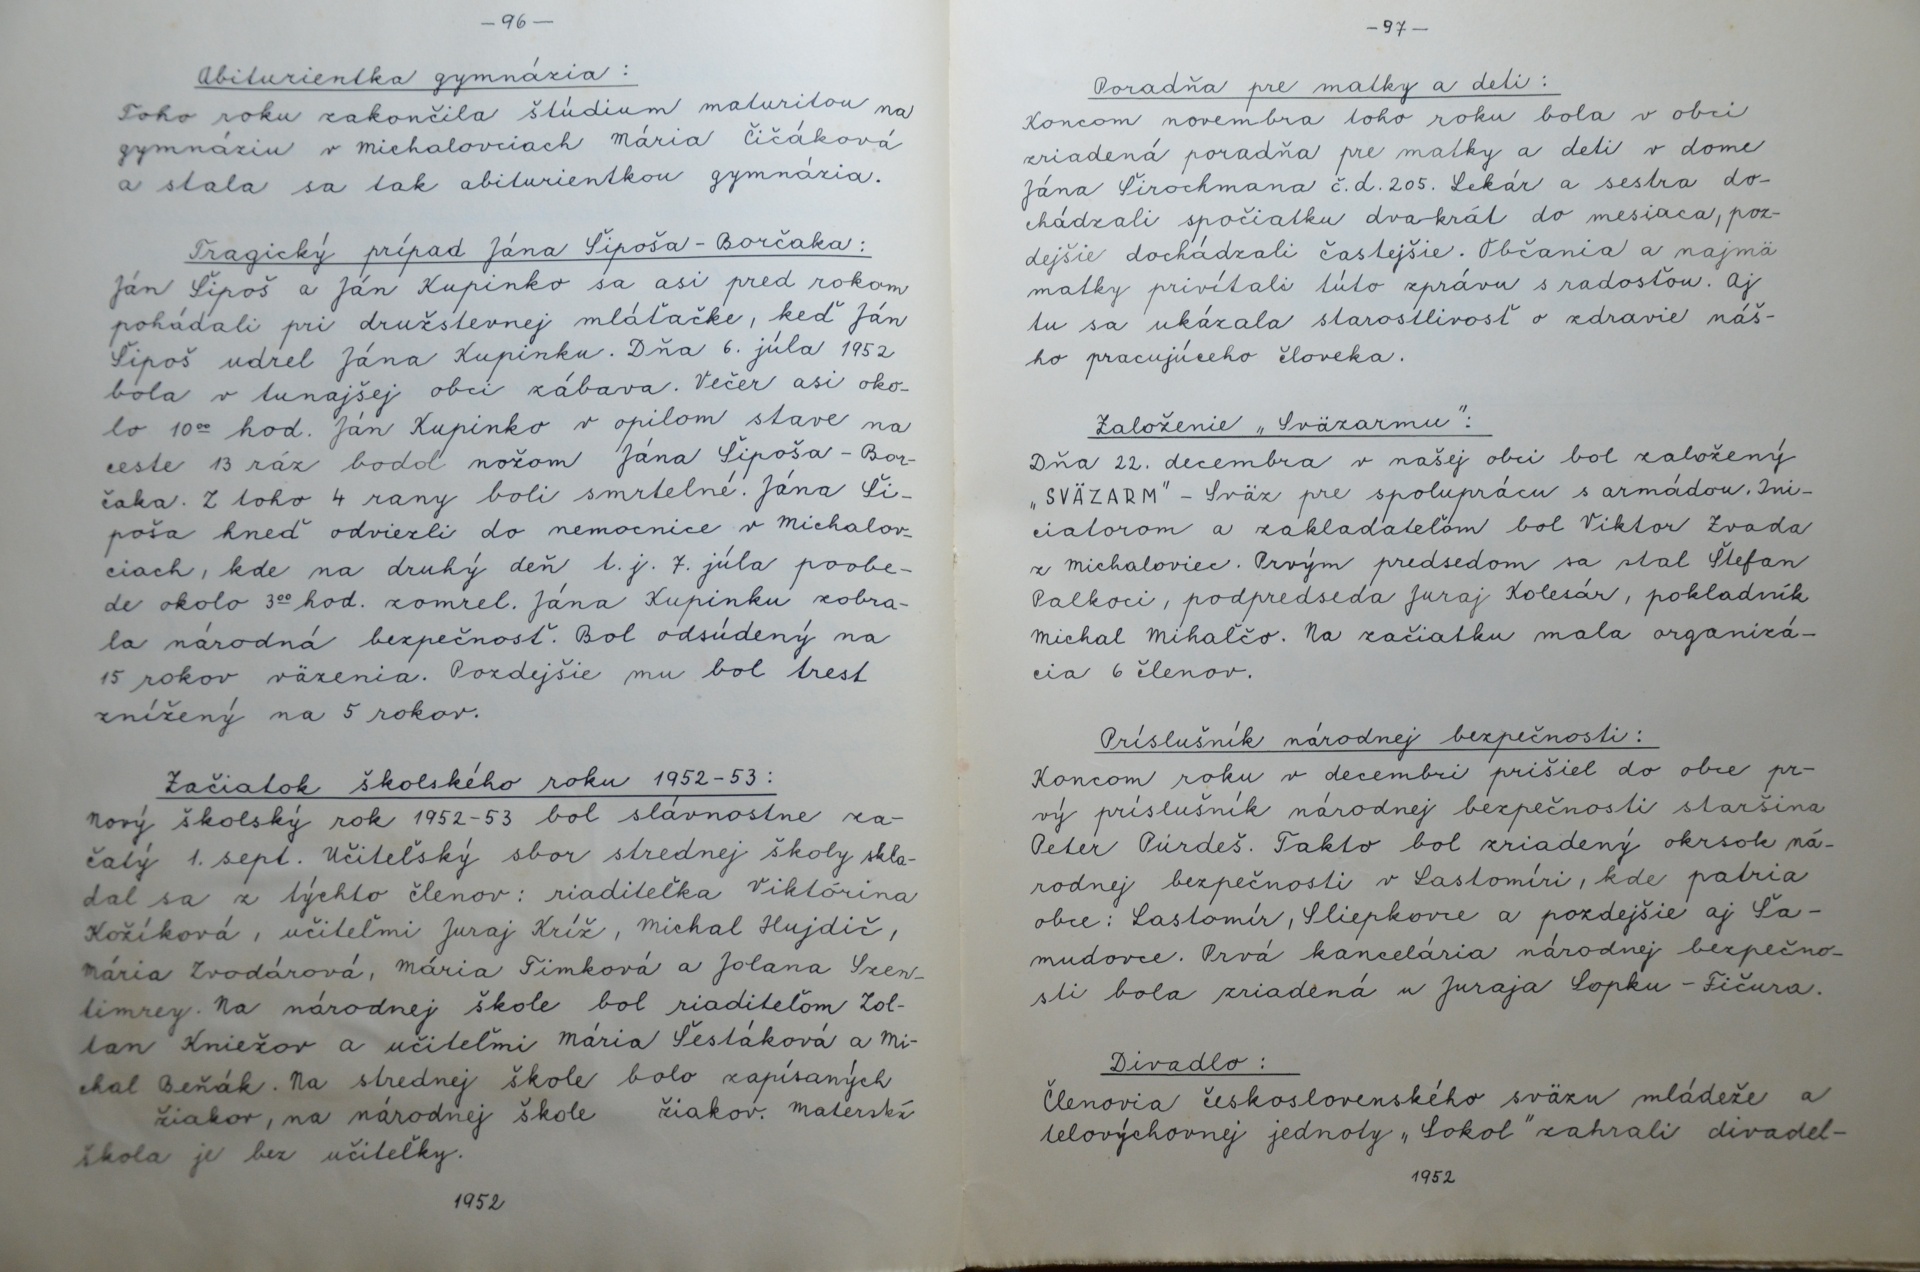 –96–
Abiturientka gymnázia:
Toho roku zakončila štúdium maturitou na
gymnáziu v Michalovciach Mária Čičáková
a stala sa tak abiturientkou gymnázia.
Tragický prípad Jána Šipoša – Borčaka:
Ján Šipoš a Ján Kupinko sa asi pred rokom
pohádali pri družstevnej mláťačke, keď Ján
Šipoš udrel Jána Kupinku. Dňa 6. júla 1952
bola v tunajšej obci zábava. Večer asi oko-
lo 10⁰⁰ hod. Ján Kupinko v opilom stave na
ceste 13 ráz bodol nožom Jána Šipoša – Bor-
čaka. Z toho 4 rany boli smrtelné. Jána Ši-
poša hneď odviezli do nemocnice v Michalov-
ciach, kde na druhý deň t. j. 7. júla poobe-
de okolo 3⁰⁰ hod. zomrel. Jána Kupinku zobra-
la národná bezpečnosť. Bol odsúdený na
15 rokov väzenia. Pozdejšie mu bol trest
znížený na 5 rokov.
Začiatok školského roku 1952–53:
Nový školský rok 1952–53 bol slávnostne za-
čatý 1. sept. Učiteľský sbor strednej školy skla-
dal sa z týchto členov: riaditeľka Viktórina
Kožíková, učiteľmi Juraj Kríž, Michal Hujdič,
Mária Zvodárová, Mária Timková a Jolana Szen-
timrey. Na národnej škole bol riaditeľom Zol-
tan Kniežov a učiteľmi Mária Šestáková a Mi-
chal Beňák. Na strednej škole bolo zapísaných
žiakov, na národnej škole žiakov. Materská
škola je bez učiteľky.
1952
–97–
Poradňa pre matky a deti:
Koncom novembra toho roku bola v obci
zriadená poradňa pre matky a deti v dome
Jána Širochmana č.d. 205. Lekár a sestra do-
chádzali spočiatku dva krát do mesiaca, poz-
dejšie dochádzali častejšie. Občania a najmä
matky privítali túto zprávu s radosťou. Aj
tu sa ukázala starostlivosť o zdravie náš-
ho pracujúceho človeka.
Založenie „Sväzarmu":
Dňa 22. decembra v našej obci bol založený
„SVÄZARM" – Sväz pre spoluprácu s armádou. Ini-
ciatorom a zakladateľom bol Viktor Zvada
z Michaloviec. Prvým predsedom sa stal Štefan
Palkoci, podpredseda Juraj Kolesár, pokladník
Michal Mihaľčo. Na začiatku mala organizá-
cia 6 členov.
Príslušník národnej bezpečnosti:
Koncom roku v decembri prišiel do obce pr-
vý príslušník národnej bezpečnosti staršina
Peter Púrdeš. Takto bol zriadený okrsok ná-
rodnej bezpečnosti v Lastomíri, kde patria
obce: Lastomír, Sliepkovce a pozdejšie aj Ša-
mudovce. Prvá kancelária národnej bezpečno-
sti bola zriadená u Juraja Lopku – Fičura.
Divadlo:
Členovia československého sväzu mládeže a
telovýchovnej jednoty „Sokol" zahrali divadel-
1952